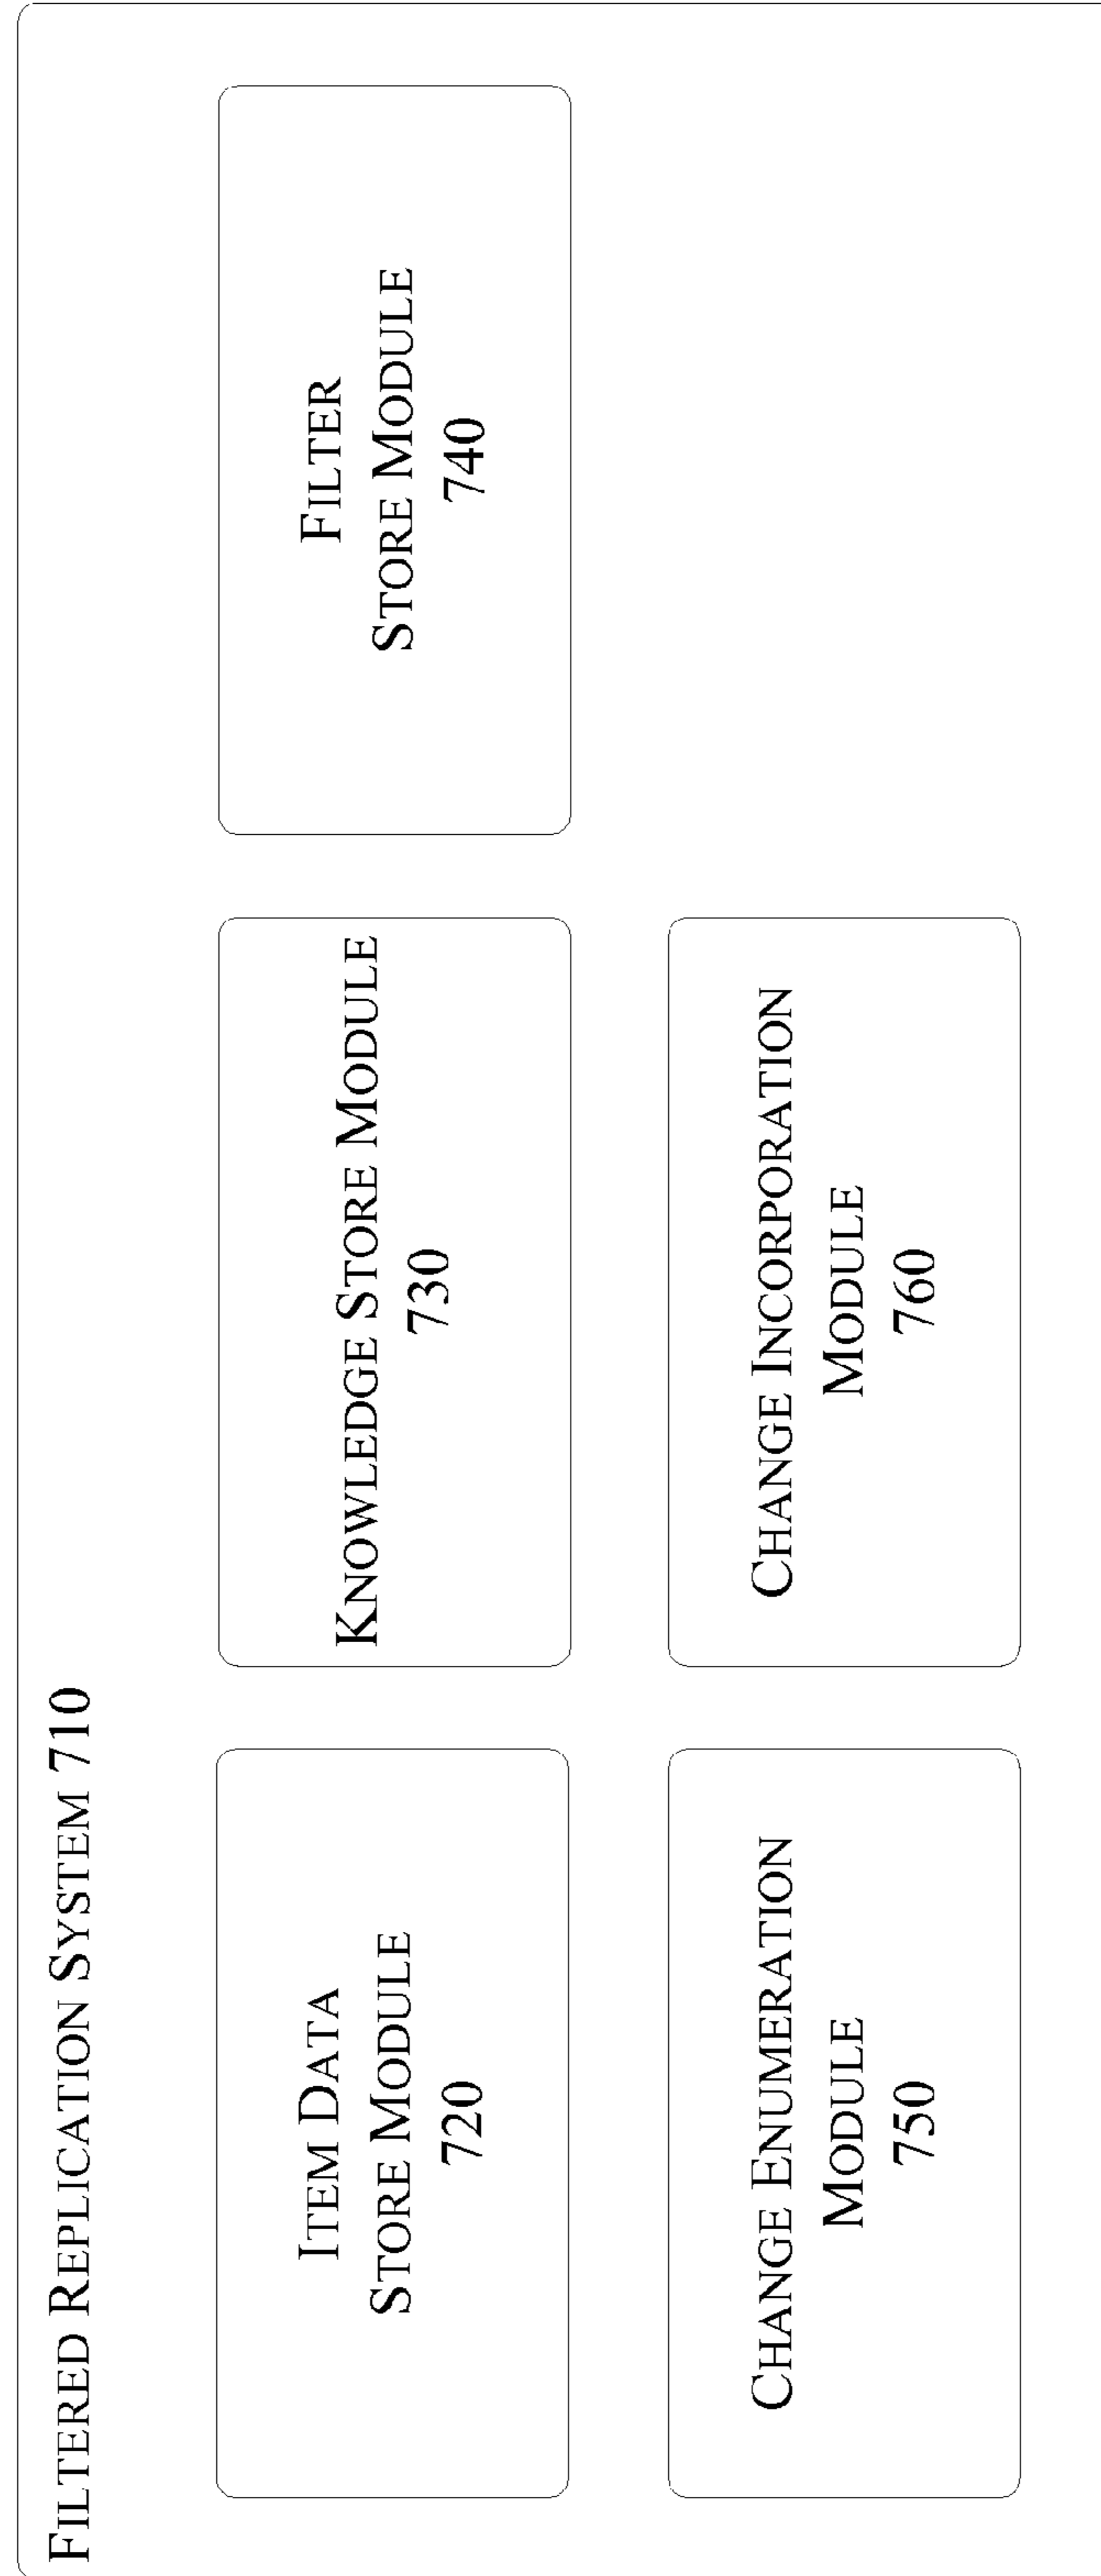 FILTERED REPLICATION SYSTEM 710
ITEM DATA
STORE MODULE
720
KNOWLEDGE STORE MODULE
730
FILTER
STORE MODULE
740
CHANGE ENUMERATION
MODULE
750
CHANGE INCORPORATION
MODULE
760